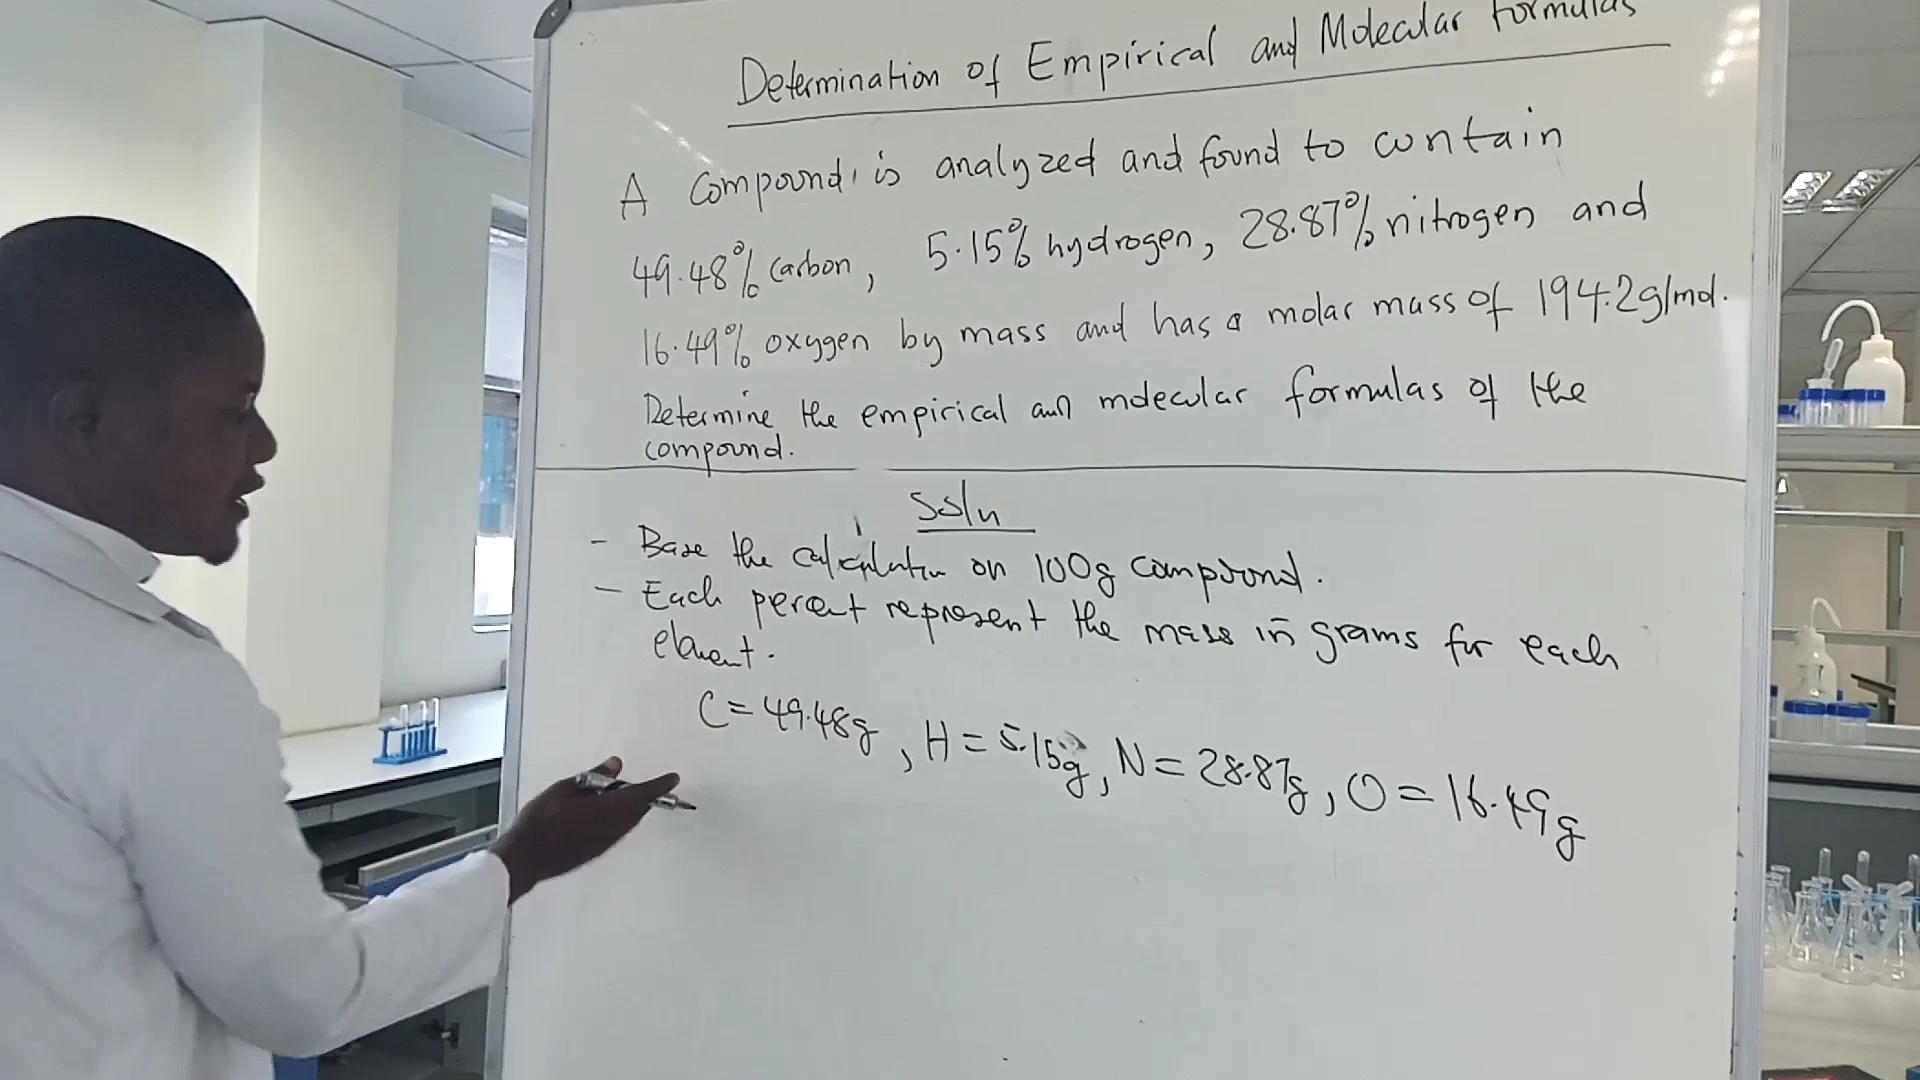 Determination of Empirical and Molecular Formulas
A compound is analyzed and found to contain
49.48% carbon, 5.15% hydrogen, 28.87% nitrogen and
16.49% oxygen by mass and has a molar mass of 194.2g/mol.
Determine the empirical and molecular formulas of the
compound.
Soln
- Base the calculation on 100g compound.
- Each percent represent the mass in grams for each
element.
C = 49.48g, H = 5.15g, N = 28.87g, O = 16.49g